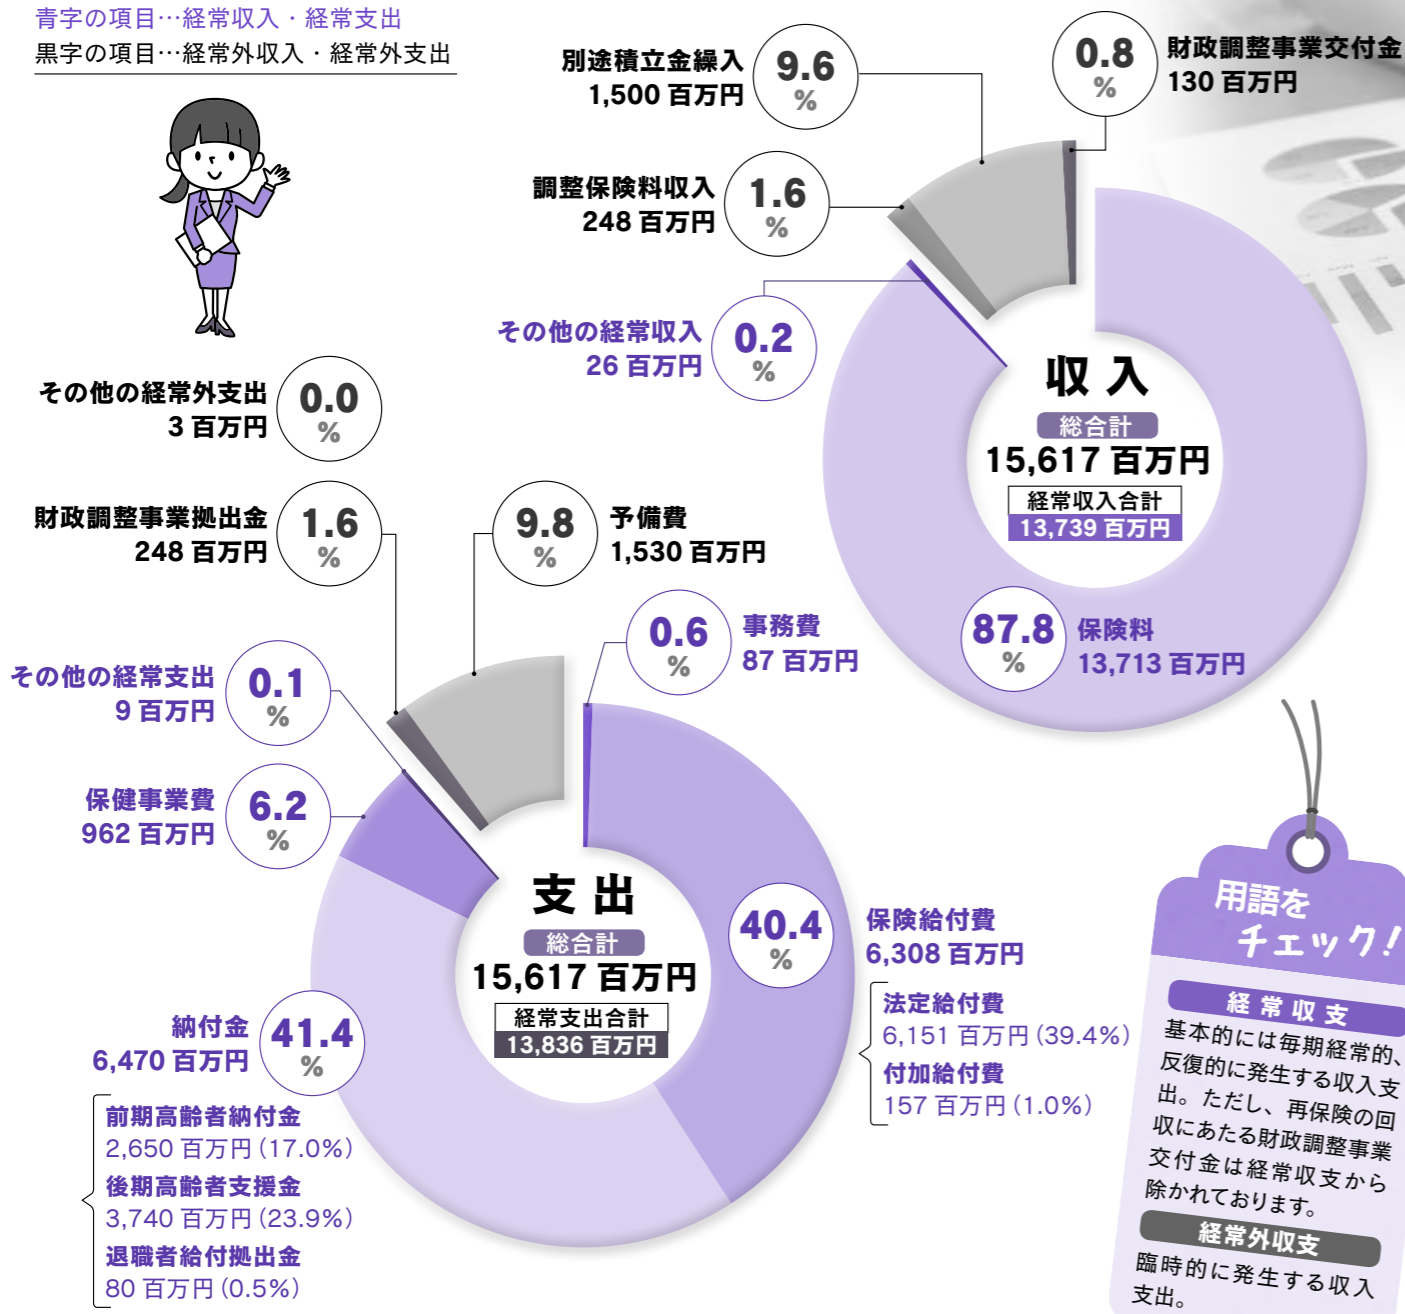 青字の項目…経常収入・経常支出
黒字の項目…経常外収入・経常外支出
別途積立金繰入
1,500 百万円
9.6
%
0.8
%
財政調整事業交付金
130 百万円
調整保険料収入
248 百万円
1.6
%
その他の経常収入
26 百万円
0.2
%
収入
総合計
15,617 百万円
経常収入合計
13,739 百万円
87.8
%
保険料
13,713 百万円
その他の経常外支出
3 百万円
0.0
%
財政調整事業拠出金
248 百万円
1.6
%
9.8
%
予備費
1,530 百万円
0.6
%
事務費
87 百万円
その他の経常支出
9 百万円
0.1
%
保健事業費
962 百万円
6.2
%
支出
総合計
15,617 百万円
経常支出合計
13,836 百万円
40.4
%
保険給付費
6,308 百万円
法定給付費
6,151 百万円(39.4%)
付加給付費
157 百万円(1.0%)
納付金
6,470 百万円
41.4
%
前期高齢者納付金
2,650 百万円(17.0%)
後期高齢者支援金
3,740 百万円(23.9%)
退職者給付拠出金
80 百万円(0.5%)
用語を
チェック!
経常収支
基本的には毎期経常的、
反復的に発生する収入支
出。ただし、再保険の回
収にあたる財政調整事業
交付金は経常収支から
除かれております。
経常外収支
臨時的に発生する収入
支出。